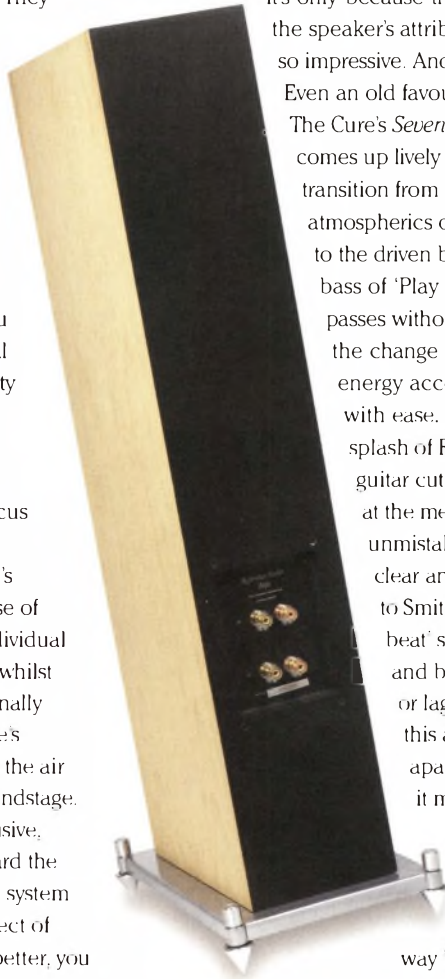 They
u
l
ty
cus
's
se of
dividual
whilst
nally
e's
the air
ndstage.
usive,
ard the
system
ect of
better, you
it's only because th
the speaker's attrib
so impressive. And
Even an old favou
The Cure's Seven
comes up lively
transition from
atmospherics o
to the driven b
bass of 'Play
passes witho
the change
energy acc
with ease.
splash of F
guitar cut
at the me
unmistal
clear an
to Smit
beat' s
and b
or lag
this a
apa
it m
way